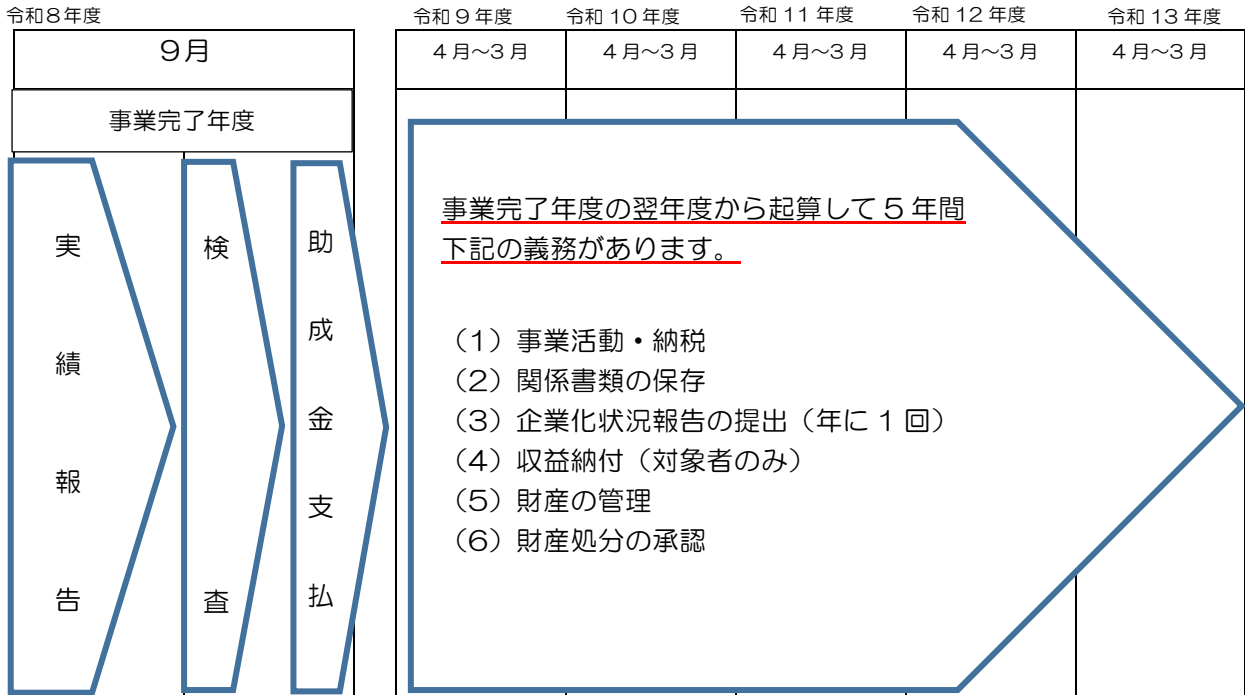 令和8年度
令和9年度
令和10年度
令和11年度
令和12年度
令和13年度
9月
4月～3月
4月～3月
4月～3月
4月～3月
4月～3月
事業完了年度
実績報告
検査
助成金支払
事業完了年度の翌年度から起算して5年間
下記の義務があります。
（1）事業活動・納税
（2）関係書類の保存
（3）企業化状況報告の提出（年に1回）
（4）収益納付（対象者のみ）
（5）財産の管理
（6）財産処分の承認